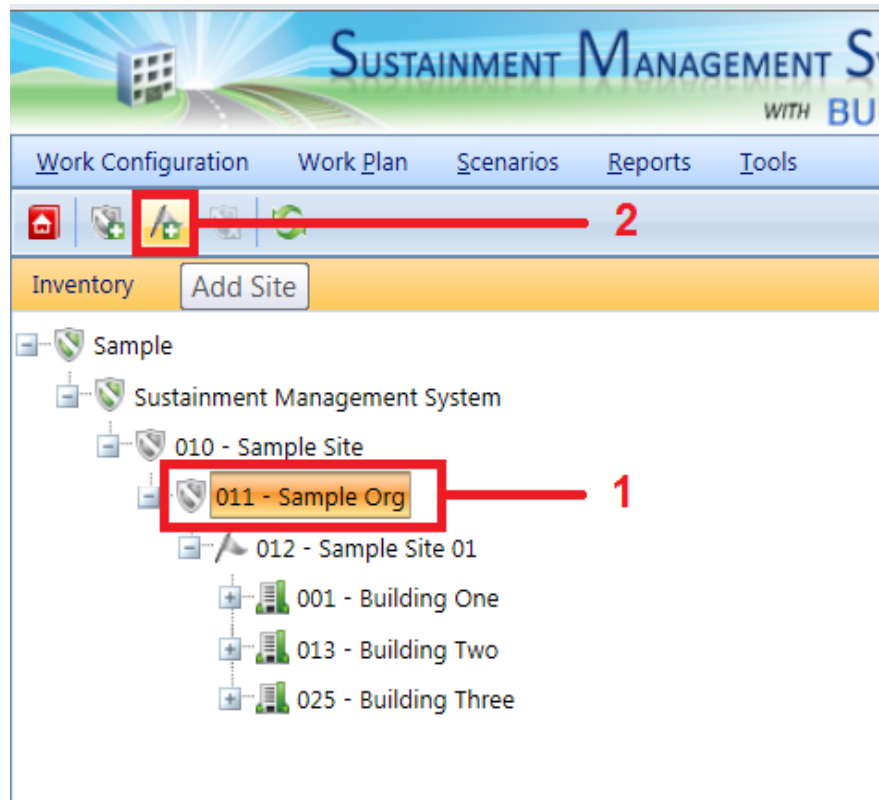 SUSTAINMENT MANAGEMENT
WITH BU
Work Configuration Work Plan Scenarios Reports Tools
2
Inventory Add Site
Sample
Sustainment Management System
010 - Sample Site
011 - Sample Org 1
012 - Sample Site 01
001 - Building One
013 - Building Two
025 - Building Three